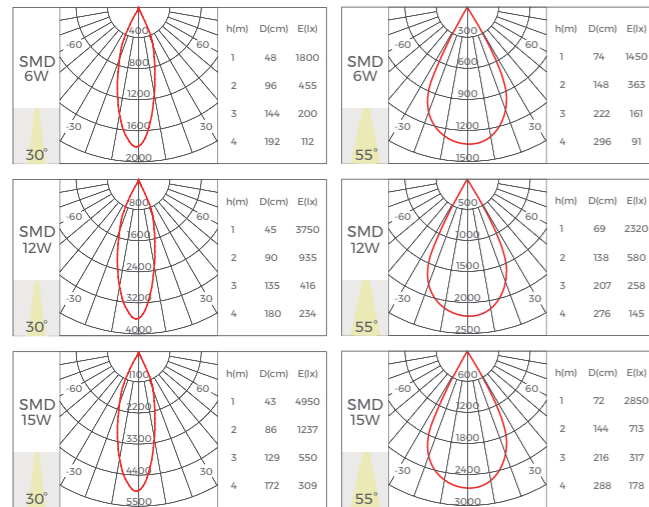 SMD
6W
30°
-60
-30
60
30
400
800
1200
1600
2000
h(m) D(cm) E(lx)
1 48 1800
2 96 455
3 144 200
4 192 112
SMD
6W
55°
-60
-30
60
30
300
600
900
1200
1500
h(m) D(cm) E(lx)
1 74 1450
2 148 363
3 222 161
4 296 91
SMD
12W
30°
-60
-30
60
30
800
1600
2400
3200
4000
h(m) D(cm) E(lx)
1 45 3750
2 90 935
3 135 416
4 180 234
SMD
12W
55°
-60
-30
60
30
500
1000
1500
2000
2500
h(m) D(cm) E(lx)
1 69 2320
2 138 580
3 207 258
4 276 145
SMD
15W
30°
-60
-30
60
30
1100
2200
3300
4400
5500
h(m) D(cm) E(lx)
1 43 4950
2 86 1237
3 129 550
4 172 309
SMD
15W
55°
-60
-30
60
30
600
1200
1800
2400
3000
h(m) D(cm) E(lx)
1 72 2850
2 144 713
3 216 317
4 288 178